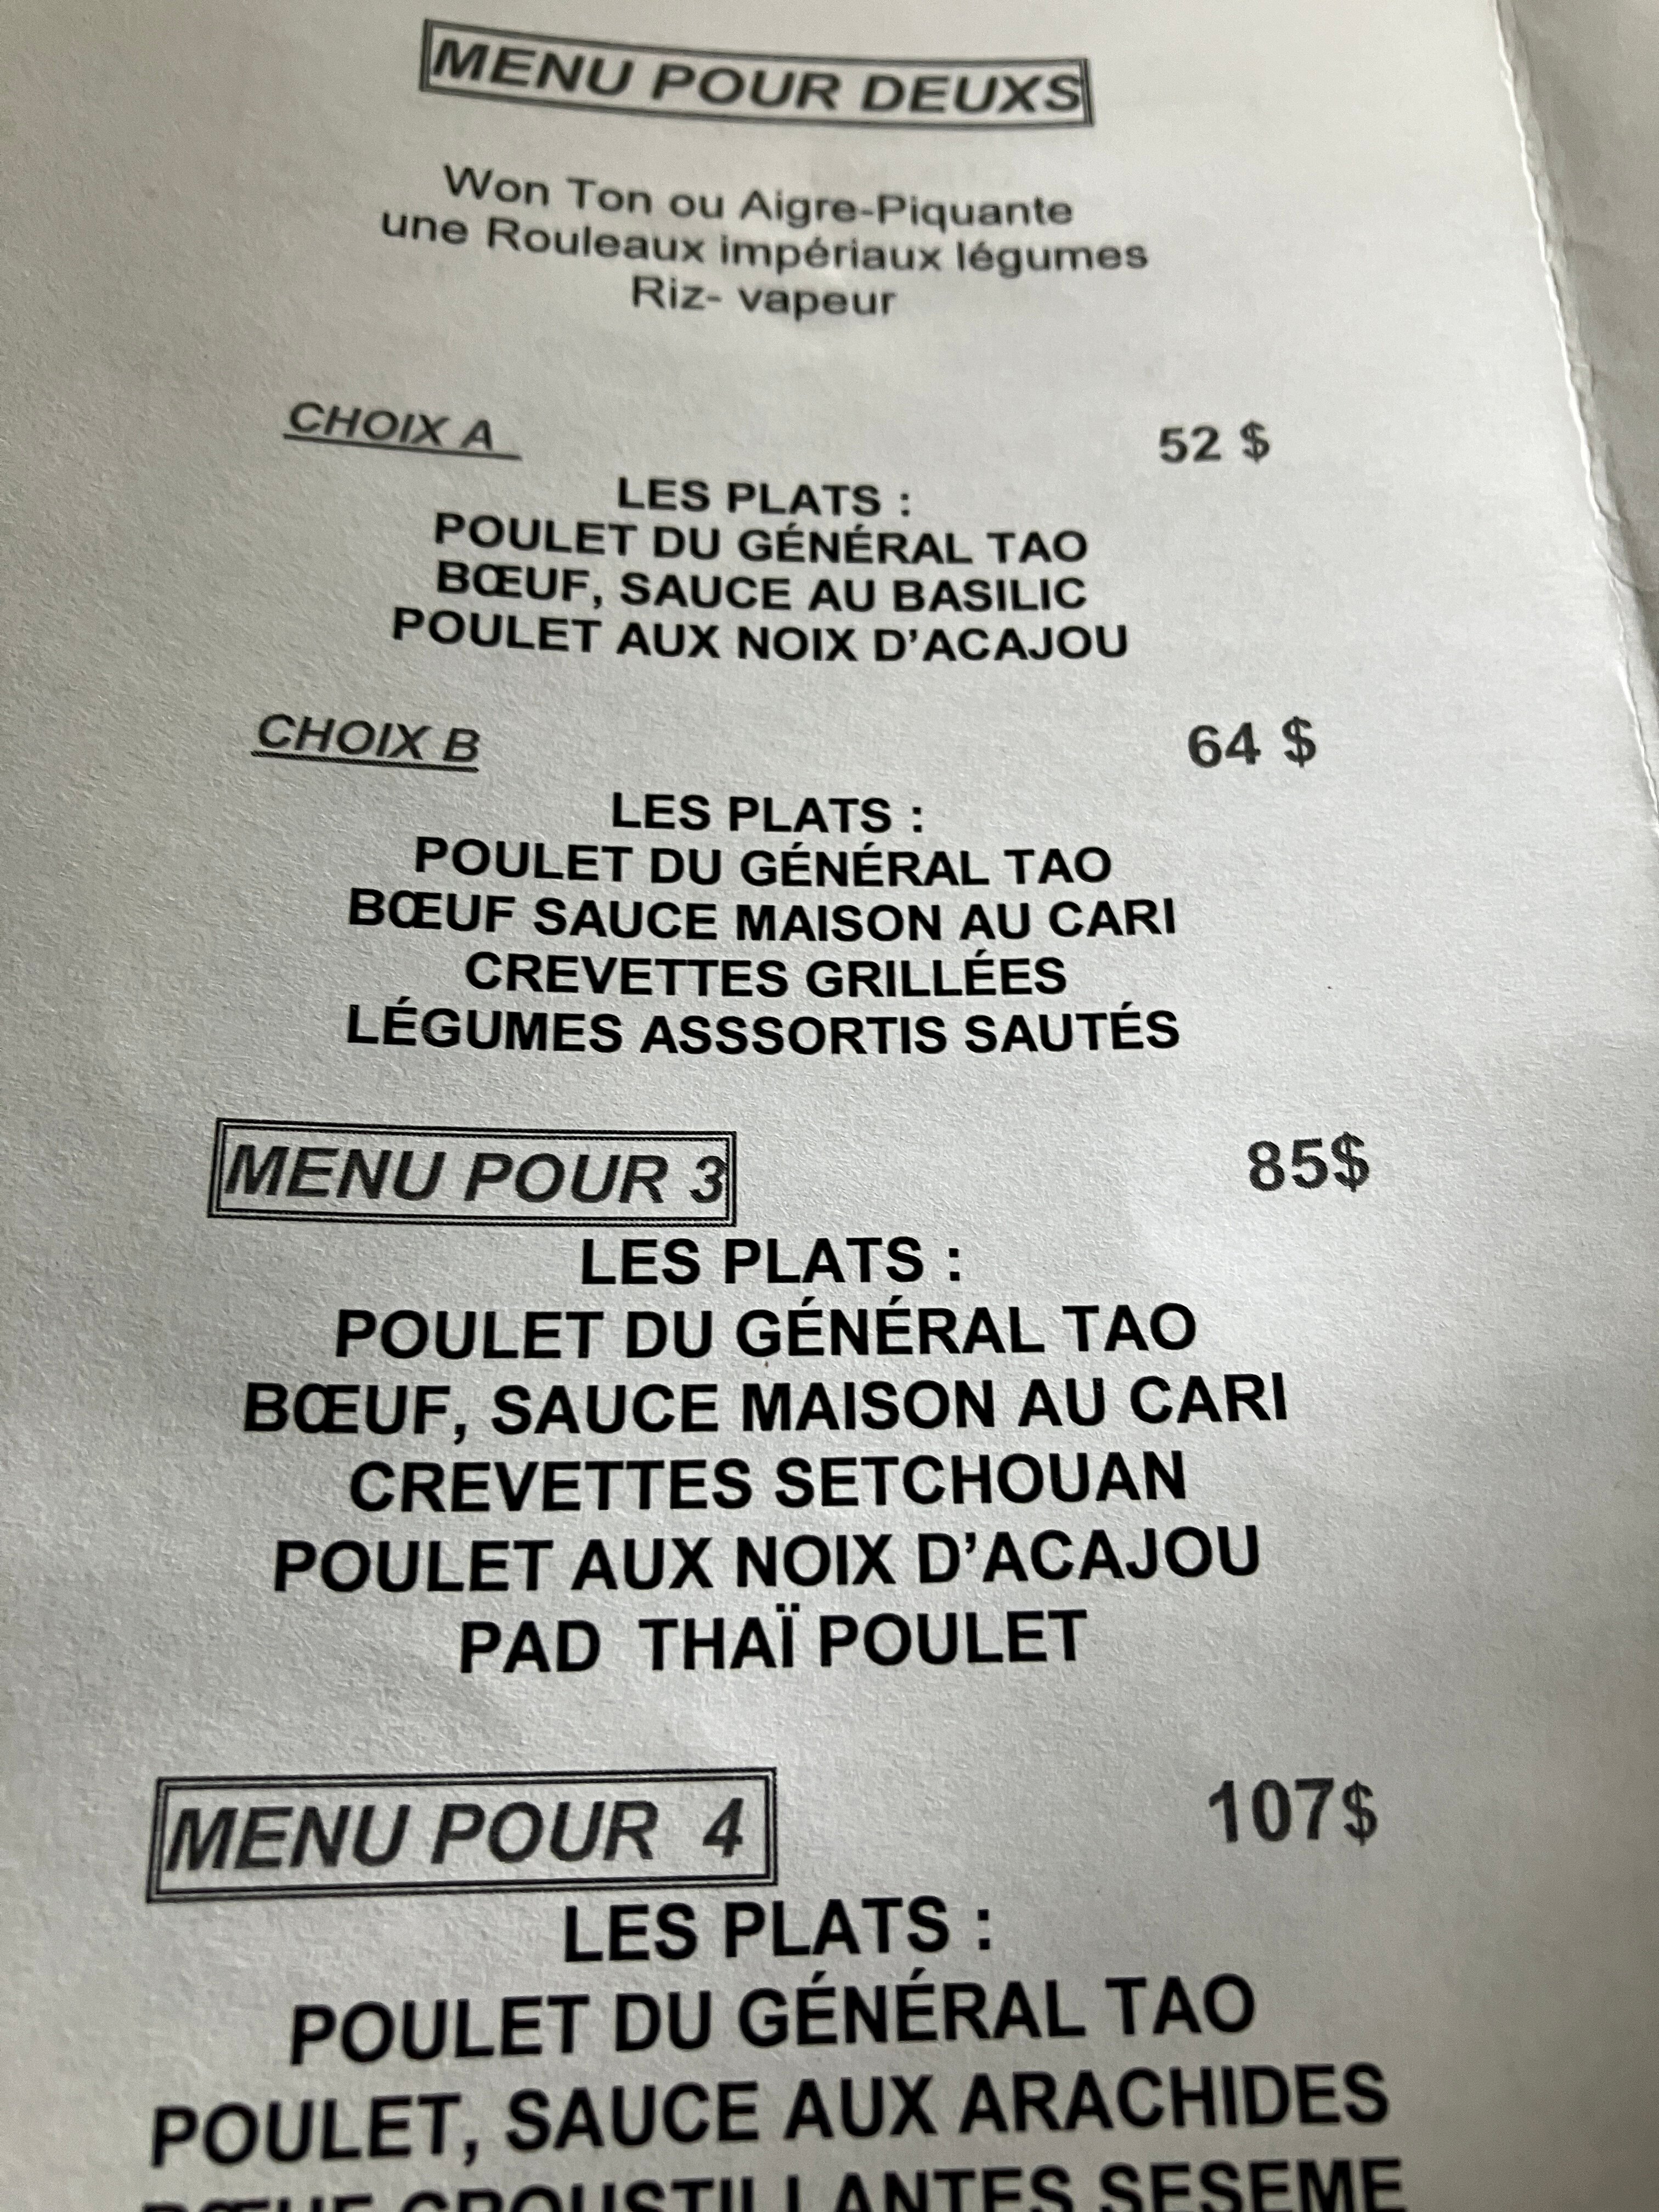 MENU POUR DEUXS
Won Ton ou Aigre-Piquante
une Rouleaux impériaux légumes
Riz- vapeur
CHOIX A 52 $
LES PLATS :
POULET DU GÉNÉRAL TAO
BŒUF, SAUCE AU BASILIC
POULET AUX NOIX D'ACAJOU
CHOIX B 64 $
LES PLATS :
POULET DU GÉNÉRAL TAO
BŒUF SAUCE MAISON AU CARI
CREVETTES GRILLÉES
LÉGUMES ASSSORTIS SAUTÉS
MENU POUR 3 85$
LES PLATS :
POULET DU GÉNÉRAL TAO
BŒUF, SAUCE MAISON AU CARI
CREVETTES SETCHOUAN
POULET AUX NOIX D'ACAJOU
PAD THAÏ POULET
MENU POUR 4 107$
LES PLATS :
POULET DU GÉNÉRAL TAO
POULET, SAUCE AUX ARACHIDES
BŒUF CROUSTILLANTES SESEME